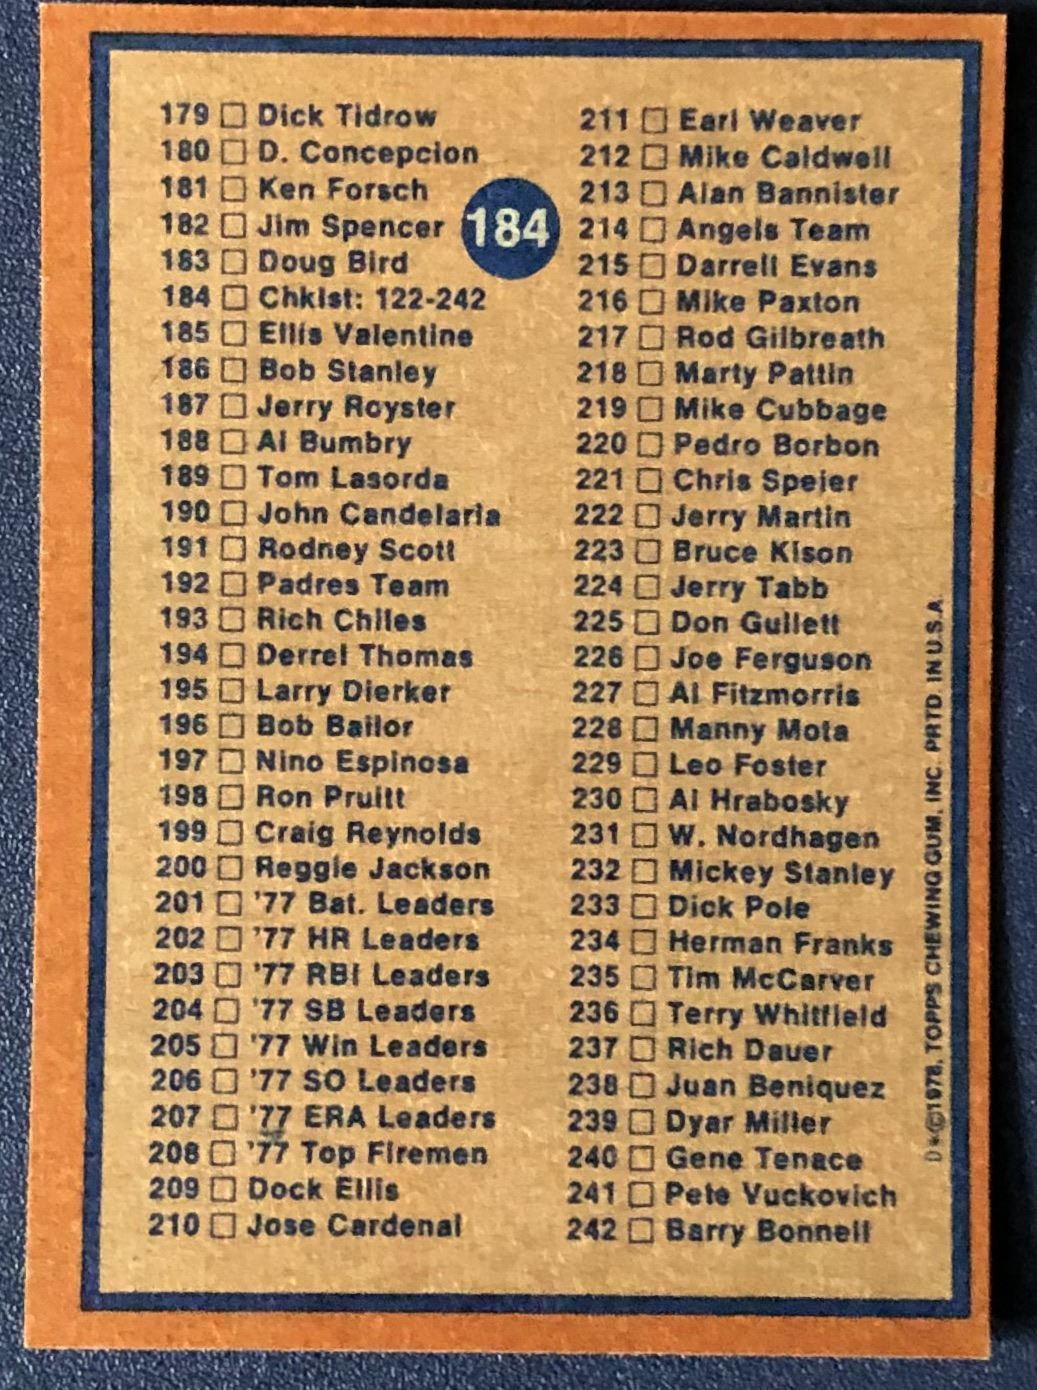 179 Dick Tidrow
180 D. Concepcion
181 Ken Forsch
182 Jim Spencer
183 Doug Bird
184 Chklst: 122-242
185 Ellis Valentine
186 Bob Stanley
187 Jerry Royster
188 Al Bumbry
189 Tom Lasorda
190 John Candelaria
191 Rodney Scott
192 Padres Team
193 Rich Chiles
194 Derrel Thomas
195 Larry Dierker
196 Bob Bailor
197 Nino Espinosa
198 Ron Pruitt
199 Craig Reynolds
200 Reggie Jackson
201 '77 Bat. Leaders
202 '77 HR Leaders
203 '77 RBI Leaders
204 '77 SB Leaders
205 '77 Win Leaders
206 '77 SO Leaders
207 '77 ERA Leaders
208 '77 Top Firemen
209 Dock Ellis
210 Jose Cardenal
184
211 Earl Weaver
212 Mike Caldwell
213 Alan Bannister
214 Angels Team
215 Darrell Evans
216 Mike Paxton
217 Rod Gilbreath
218 Marty Pattin
219 Mike Cubbage
220 Pedro Borbon
221 Chris Speier
222 Jerry Martin
223 Bruce Kison
224 Jerry Tabb
225 Don Gullett
226 Joe Ferguson
227 Al Fitzmorris
228 Manny Mota
229 Leo Foster
230 Al Hrabosky
231 W. Nordhagen
232 Mickey Stanley
233 Dick Pole
234 Herman Franks
235 Tim McCarver
236 Terry Whitfield
237 Rich Dauer
238 Juan Beniquez
239 Dyar Miller
240 Gene Tenace
241 Pete Vuckovich
242 Barry Bonnell
D*©1978, TOPPS CHEWING GUM, INC. PRTD. IN U.S.A.